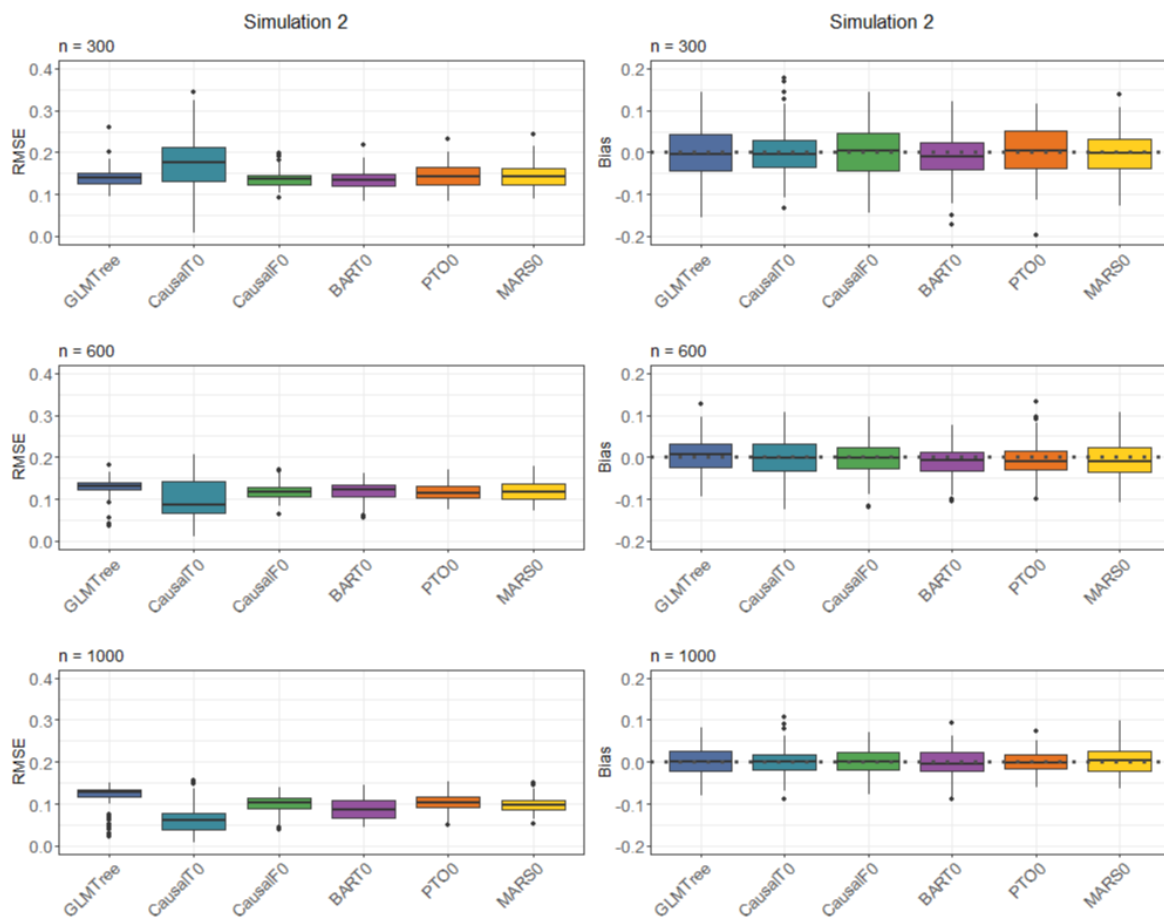 Simulation 2
n = 300
RMSE
0.4
0.3
0.2
0.1
0.0
GLMTree
CausalT0
CausalF0
BART0
PTO0
MARS0
Simulation 2
n = 300
Bias
0.2
0.1
0.0
-0.1
-0.2
GLMTree
CausalT0
CausalF0
BART0
PTO0
MARS0
n = 600
RMSE
0.4
0.3
0.2
0.1
0.0
GLMTree
CausalT0
CausalF0
BART0
PTO0
MARS0
n = 600
Bias
0.2
0.1
0.0
-0.1
-0.2
GLMTree
CausalT0
CausalF0
BART0
PTO0
MARS0
n = 1000
RMSE
0.4
0.3
0.2
0.1
0.0
GLMTree
CausalT0
CausalF0
BART0
PTO0
MARS0
n = 1000
Bias
0.2
0.1
0.0
-0.1
-0.2
GLMTree
CausalT0
CausalF0
BART0
PTO0
MARS0